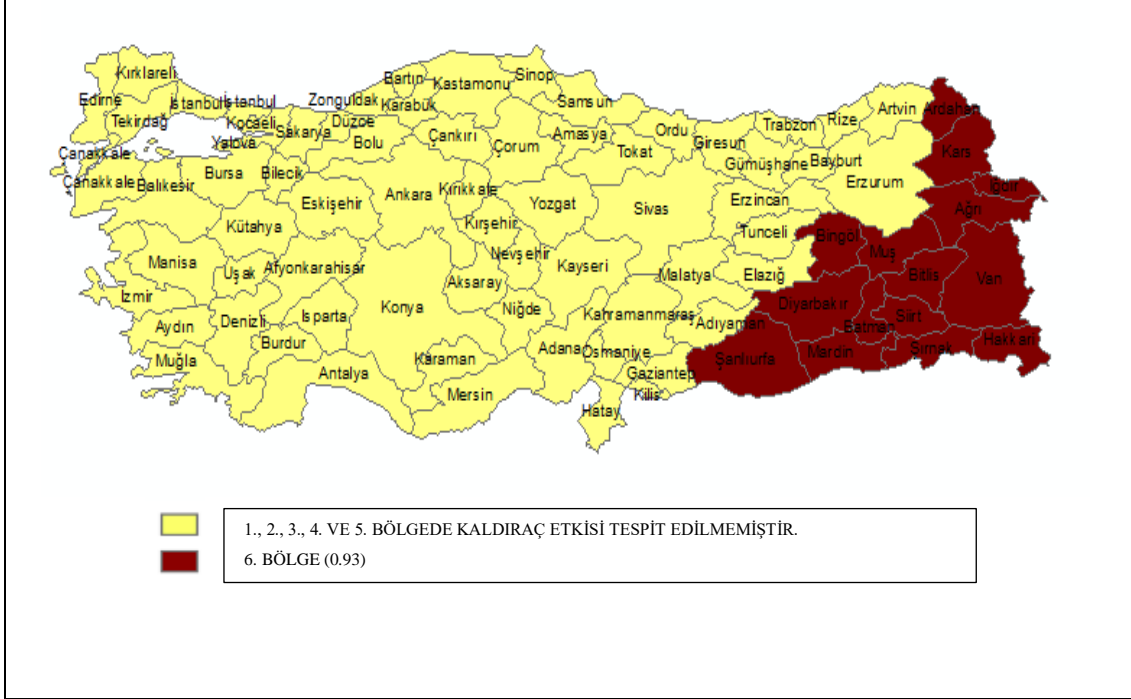 Kırklareli
Edirne
Tekirdağ
İstanbul
İstanbul
Kocaeli
Yalova
Sakarya
Zonguldak
Düzce
Bolu
Bartın
Karabük
Kastamonu
Sinop
Çankırı
Samsun
Çorum
Amasya
Tokat
Ordu
Giresun
Trabzon
Rize
Artvin
Ardahan
Kars
Gümüşhane
Bayburt
Erzurum
Iğdır
Ağrı
Çanakkale
Çanakkale
Balıkesir
Bursa
Bilecik
Eskişehir
Ankara
Kırıkkale
Yozgat
Sivas
Erzincan
Tunceli
Bingöl
Muş
Bitlis
Van
Kütahya
Kırşehir
Nevşehir
Kayseri
Malatya
Elazığ
Manisa
Uşak
Afyonkarahisar
Aksaray
Konya
Niğde
Kahramanmaraş
Adıyaman
Diyarbakır
Batman
Siirt
Şırnak
Hakkari
İzmir
Aydın
Denizli
Isparta
Burdur
Muğla
Antalya
Karaman
Mersin
Adana
Osmaniye
Gaziantep
Kilis
Hatay
Şanlıurfa
Mardin
1., 2., 3., 4. VE 5. BÖLGEDE KALDIRAÇ ETKİSİ TESPİT EDİLMEMİŞTİR.
6. BÖLGE (0.93)